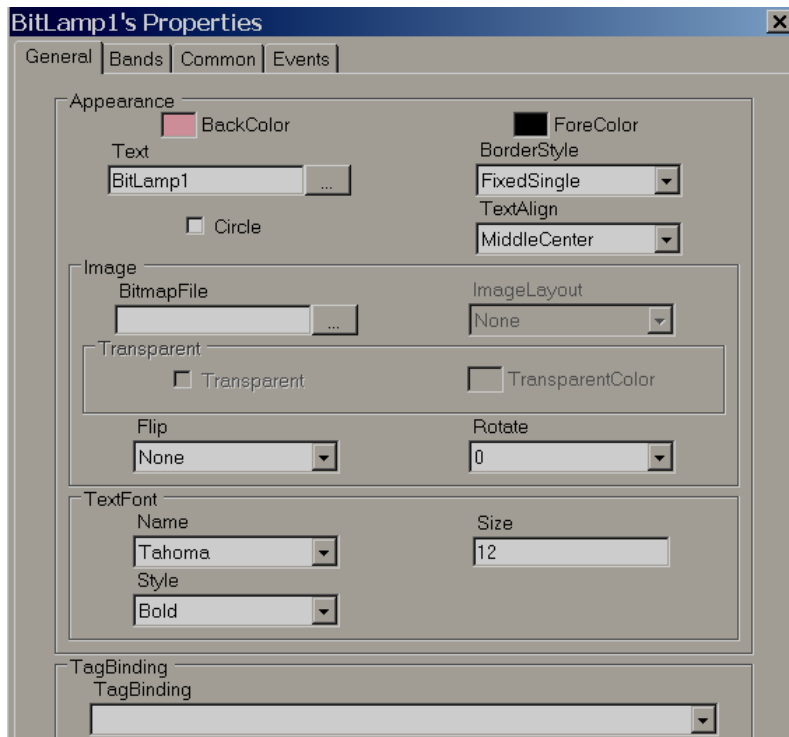 BitLamp1's Properties
General Bands Common Events
Appearance
BackColor ForeColor
Text BorderStyle
BitLamp1 ... FixedSingle
TextAlign
Circle MiddleCenter
Image
BitmapFile ImageLayout
... None
Transparent
Transparent TransparentColor
Flip Rotate
None 0
TextFont
Name Size
Tahoma 12
Style
Bold
TagBinding
TagBinding